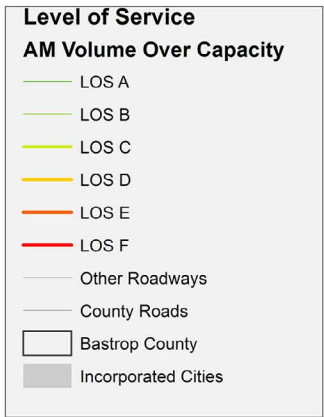 Level of Service
AM Volume Over Capacity
LOS A
LOS B
LOS C
LOS D
LOS E
LOS F
Other Roadways
County Roads
Bastrop County
Incorporated Cities